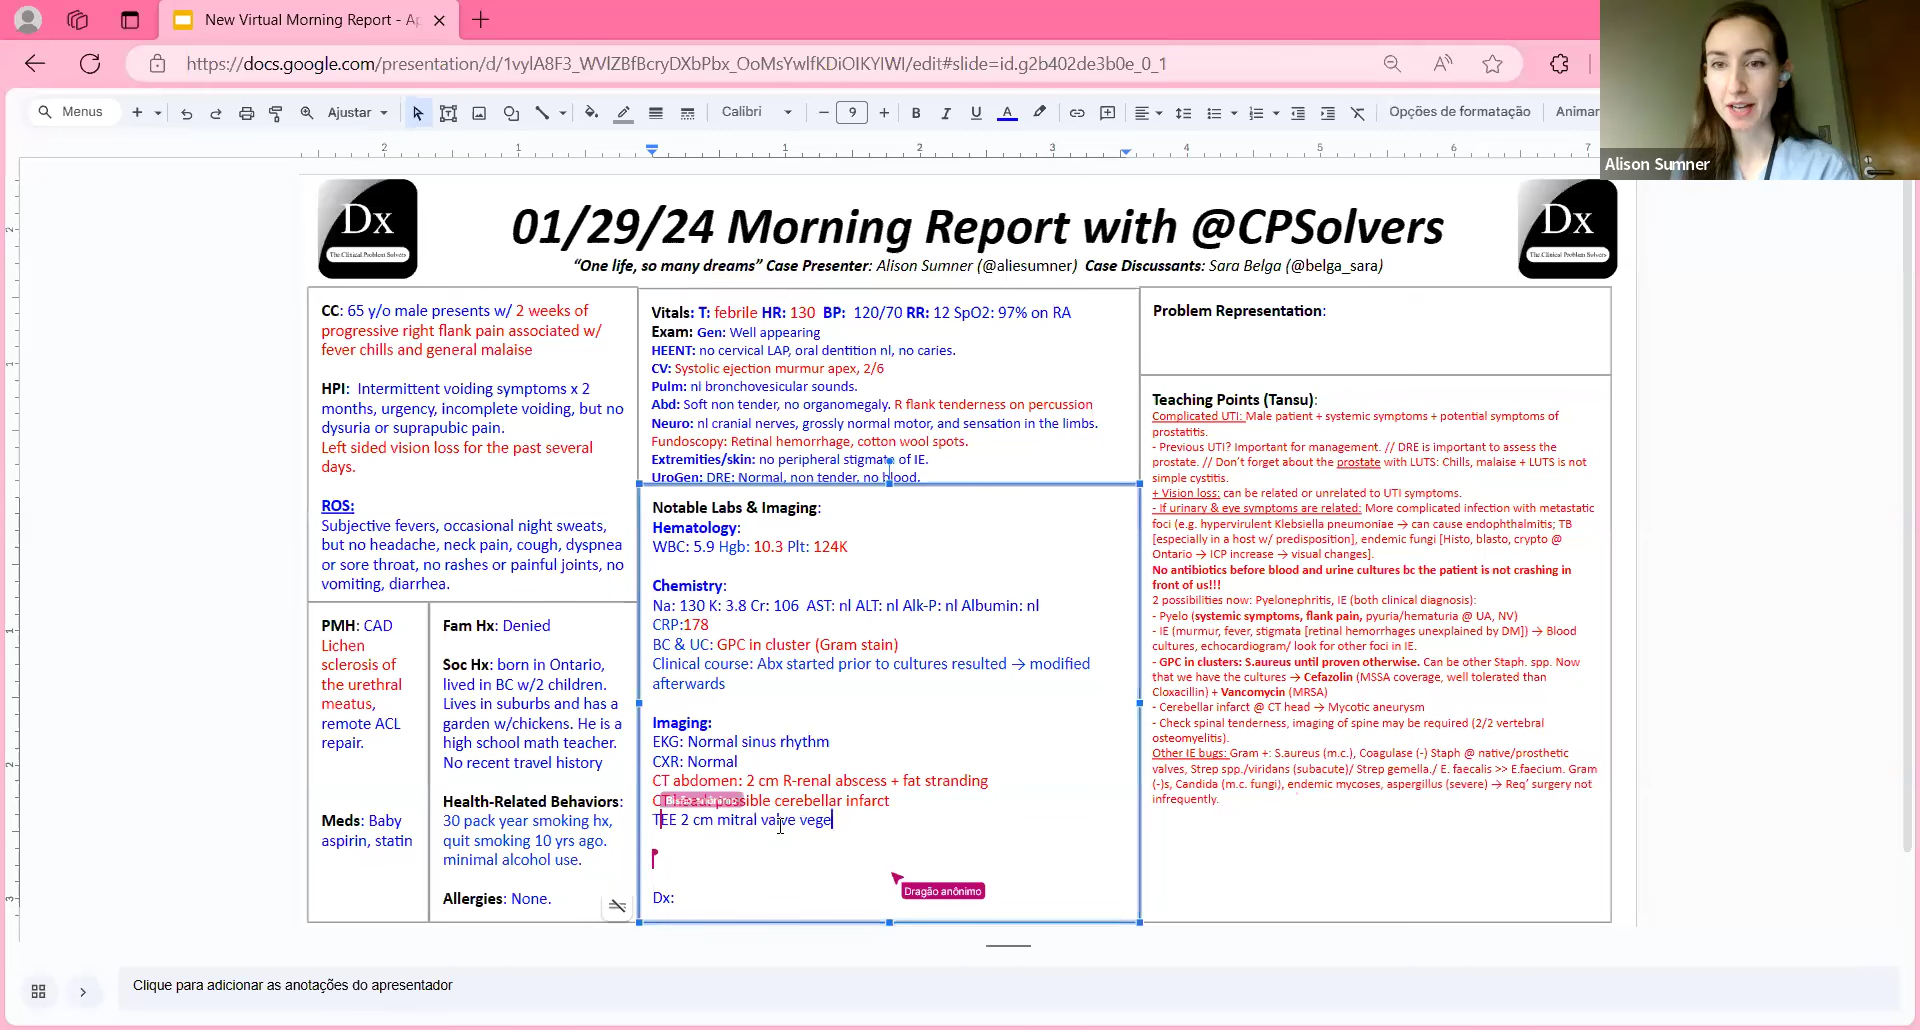 New Virtual Morning Report - Ap
https://docs.google.com/presentation/d/1vylA8F3_WVlZBfBcryDXbPbx_OoMsYwlfKDiOIKYIWI/edit#slide=id.g2b402de3b0e_0_1
Menus
Ajustar
Calibri
9
Opções de formatação
Animar
Alison Sumner
2 1 1 2 3 4 5 6 7
Dx
The Clinical Problem Solvers
01/29/24 Morning Report with @CPSolvers
“One life, so many dreams” Case Presenter: Alison Sumner (@aliesumner) Case Discussants: Sara Belga (@belga_sara)
Dx
The Clinical Problem Solvers
CC: 65 y/o male presents w/ 2 weeks of
progressive right flank pain associated w/
fever chills and general malaise
HPI: Intermittent voiding symptoms x 2
months, urgency, incomplete voiding, but no
dysuria or suprapubic pain.
Left sided vision loss for the past several
days.
ROS:
Subjective fevers, occasional night sweats,
but no headache, neck pain, cough, dyspnea
or sore throat, no rashes or painful joints, no
vomiting, diarrhea.
PMH: CAD
Lichen
sclerosis of
the urethral
meatus,
remote ACL
repair.
Meds: Baby
aspirin, statin
Fam Hx: Denied
Soc Hx: born in Ontario,
lived in BC w/2 children.
Lives in suburbs and has a
garden w/chickens. He is a
high school math teacher.
No recent travel history
Health-Related Behaviors:
30 pack year smoking hx,
quit smoking 10 yrs ago.
minimal alcohol use.
Allergies: None.
Vitals: T: febrile HR: 130 BP: 120/70 RR: 12 SpO2: 97% on RA
Exam: Gen: Well appearing
HEENT: no cervical LAP, oral dentition nl, no caries.
CV: Systolic ejection murmur apex, 2/6
Pulm: nl bronchovesicular sounds.
Abd: Soft non tender, no organomegaly. R flank tenderness on percussion
Neuro: nl cranial nerves, grossly normal motor, and sensation in the limbs.
Fundoscopy: Retinal hemorrhage, cotton wool spots.
Extremities/skin: no peripheral stigmata of IE.
UroGen: DRE: Normal, non tender, no blood.
Notable Labs & Imaging:
Hematology:
WBC: 5.9 Hgb: 10.3 Plt: 124K
Chemistry:
Na: 130 K: 3.8 Cr: 106 AST: nl ALT: nl Alk-P: nl Albumin: nl
CRP:178
BC & UC: GPC in cluster (Gram stain)
Clinical course: Abx started prior to cultures resulted → modified
afterwards
Imaging:
EKG: Normal sinus rhythm
CXR: Normal
CT abdomen: 2 cm R-renal abscess + fat stranding
possible cerebellar infarct
TEE 2 cm mitral valve vege
Dragão anônimo
Dx:
Problem Representation:
Teaching Points (Tansu):
Complicated UTI: Male patient + systemic symptoms + potential symptoms of
prostatitis.
- Previous UTI? Important for management. // DRE is important to assess the
prostate. // Don’t forget about the prostate with LUTS: Chills, malaise + LUTS is not
simple cystitis.
+ Vision loss: can be related or unrelated to UTI symptoms.
- If urinary & eye symptoms are related: More complicated infection with metastatic
foci (e.g. hypervirulent Klebsiella pneumoniae → can cause endophthalmitis; TB
[especially in a host w/ predisposition], endemic fungi [Histo, blasto, crypto @
Ontario → ICP increase → visual changes].
No antibiotics before blood and urine cultures bc the patient is not crashing in
front of us!!!
2 possibilities now: Pyelonephritis, IE (both clinical diagnosis):
- Pyelo (systemic symptoms, flank pain, pyuria/hematuria @ UA, NV)
- IE (murmur, fever, stigmata [retinal hemorrhages unexplained by DM]) → Blood
cultures, echocardiogram/ look for other foci in IE.
- GPC in clusters: S.aureus until proven otherwise. Can be other Staph. spp. Now
that we have the cultures → Cefazolin (MSSA coverage, well tolerated than
Cloxacillin) + Vancomycin (MRSA)
- Cerebellar infarct @ CT head → Mycotic aneurysm
- Check spinal tenderness, imaging of spine may be required (2/2 vertebral
osteomyelitis).
Other IE bugs: Gram +: S.aureus (m.c.), Coagulase (-) Staph @ native/prosthetic
valves, Strep spp./viridans (subacute)/ Strep gemella./ E. faecalis >> E.faecium. Gram
(-)s, Candida (m.c. fungi), endemic mycoses, aspergillus (severe) → Req’ surgery not
infrequently.
Clique para adicionar as anotações do apresentador